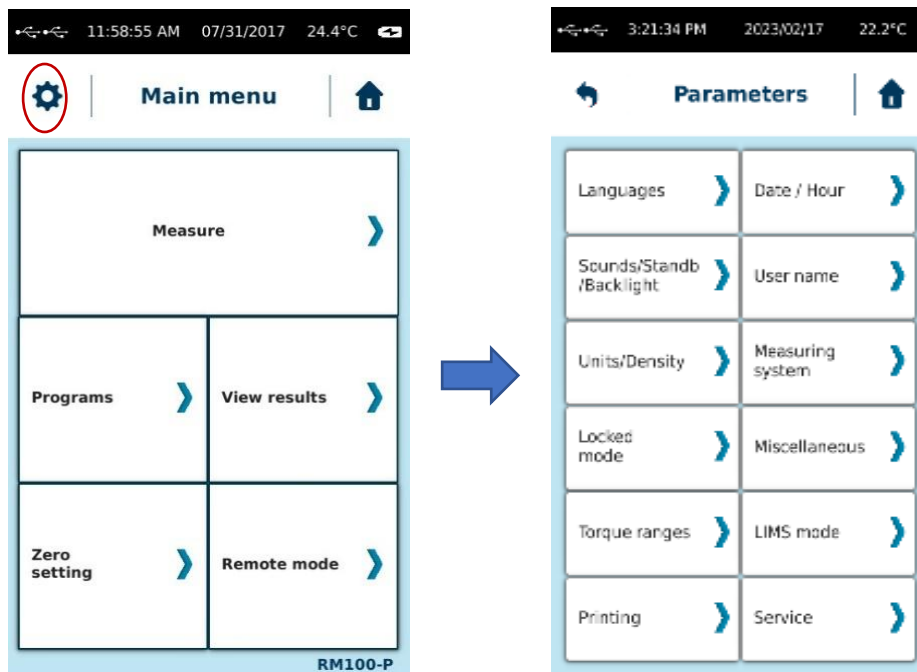 11:58:55 AM 07/31/2017 24.4°C
Main menu
Measure
Programs
View results
Zero
setting
Remote mode
RM100-P
3:21:34 PM 2023/02/17 22.2°C
Parameters
Languages
Date / Hour
Sounds/Standb
/Backlight
User name
Units/Density
Measuring
system
Locked
mode
Miscellaneous
Torque ranges
LIMS mode
Printing
Service